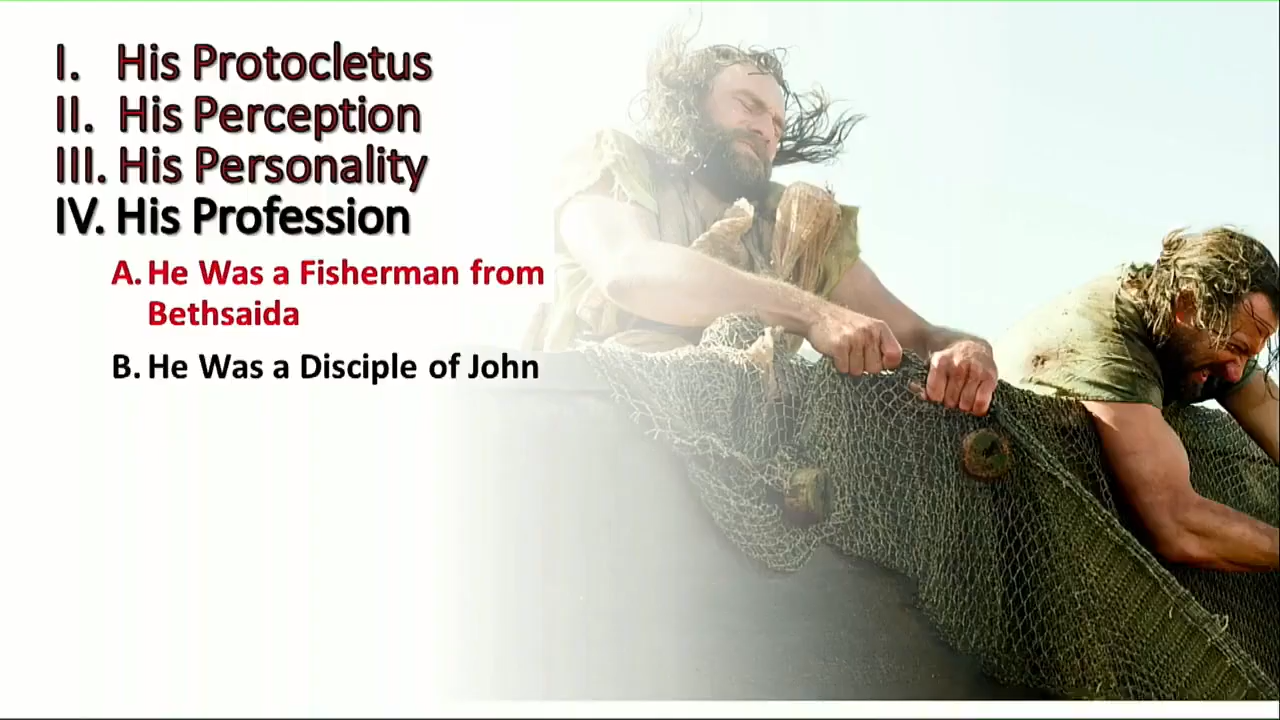 I. His Protocletus
II. His Perception
III. His Personality
IV. His Profession
A. He Was a Fisherman from
Bethsaida
B. He Was a Disciple of John